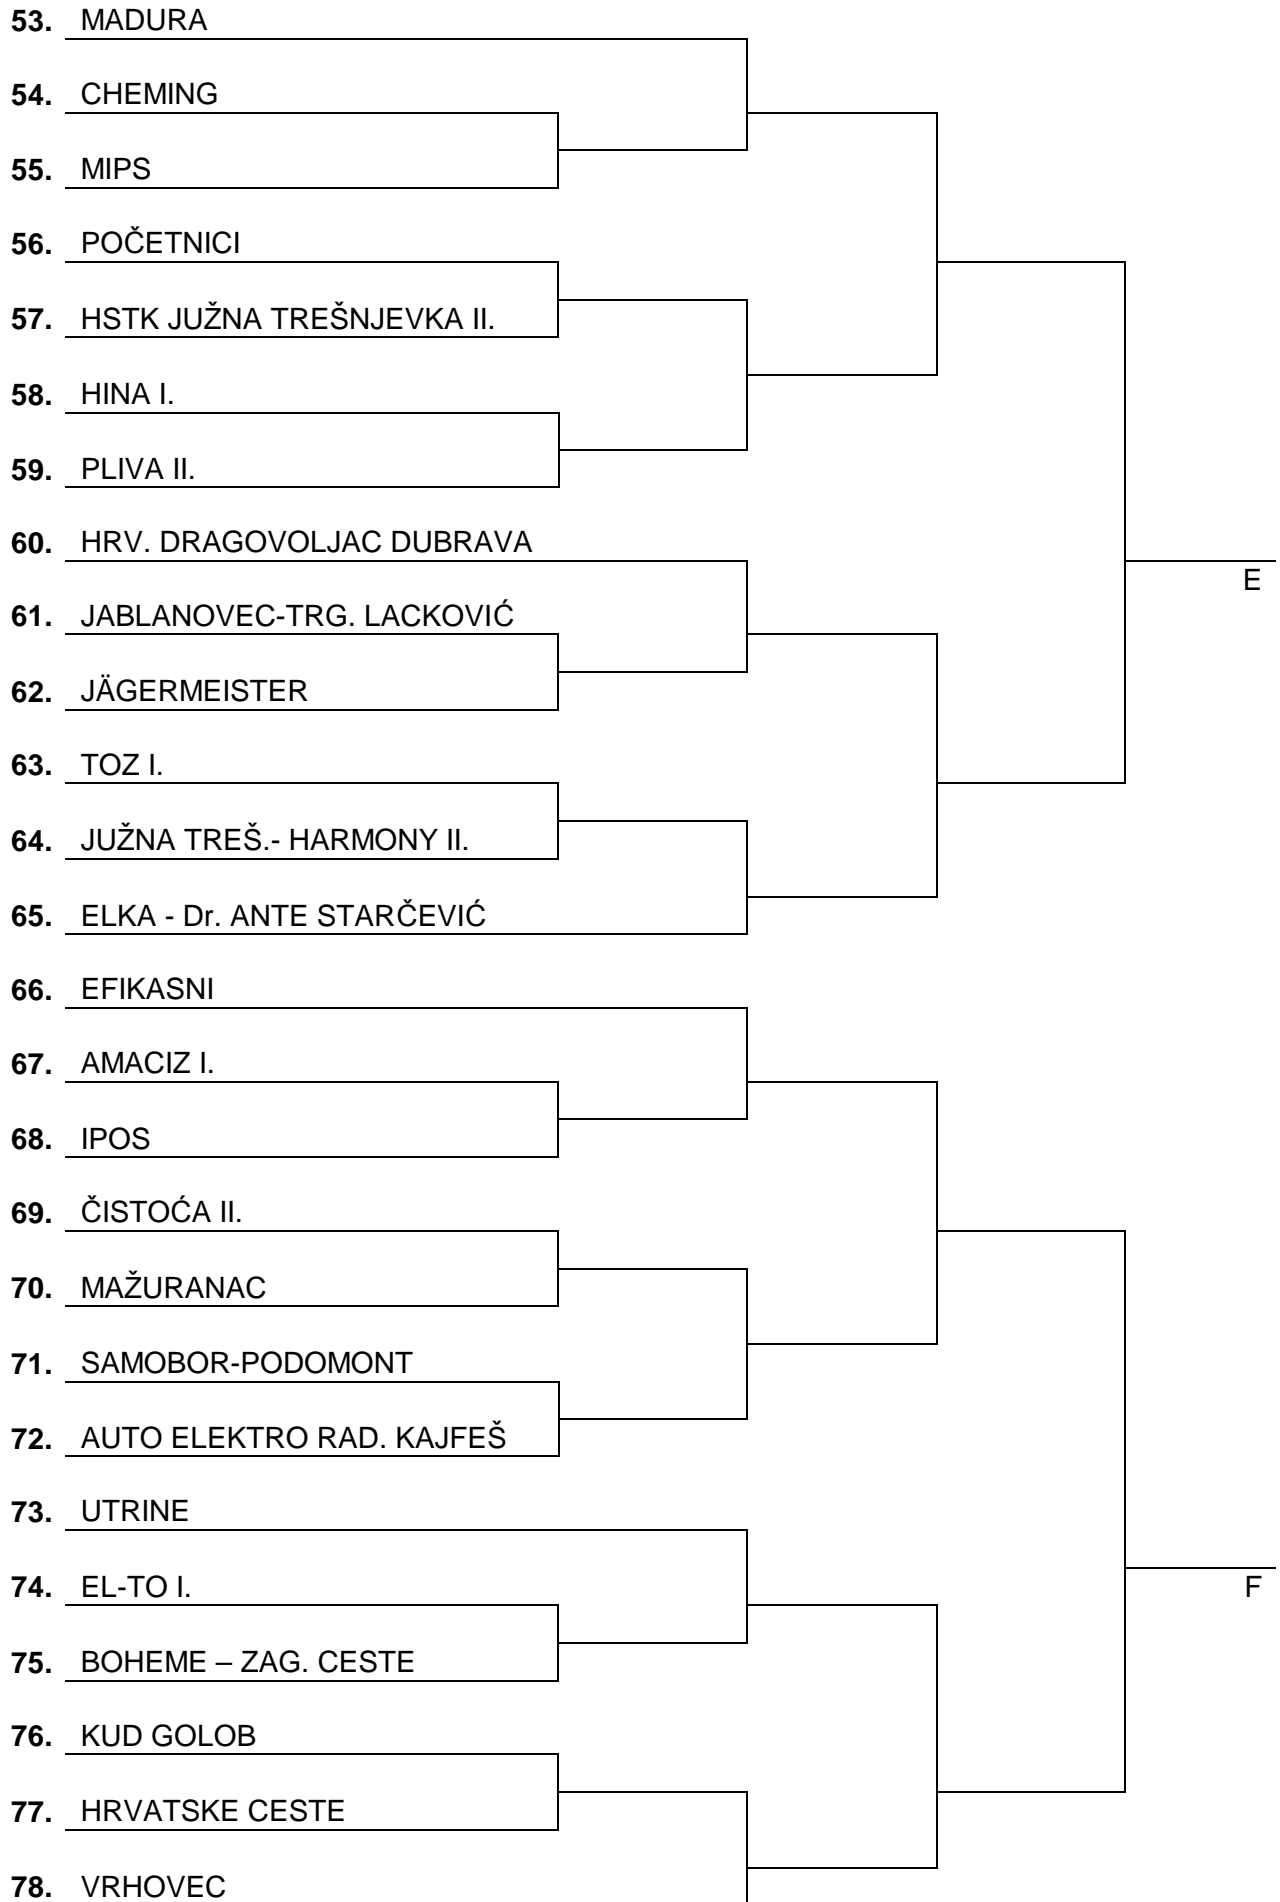 53. MADURA
54. CHEMING
55. MIPS
56. POČETNICI
57. HSTK JUŽNA TREŠNJEVKA II.
58. HINA I.
59. PLIVA II.
60. HRV. DRAGOVOLJAC DUBRAVA
E
61. JABLANOVEC-TRG. LACKOVIĆ
62. JÄGERMEISTER
63. TOZ I.
64. JUŽNA TREŠ.- HARMONY II.
65. ELKA - Dr. ANTE STARČEVIĆ
66. EFIKASNI
67. AMACIZ I.
68. IPOS
69. ČISTOĆA II.
70. MAŽURANAC
71. SAMOBOR-PODOMONT
72. AUTO ELEKTRO RAD. KAJFEŠ
73. UTRINE
74. EL-TO I.
F
75. BOHEME – ZAG. CESTE
76. KUD GOLOB
77. HRVATSKE CESTE
78. VRHOVEC